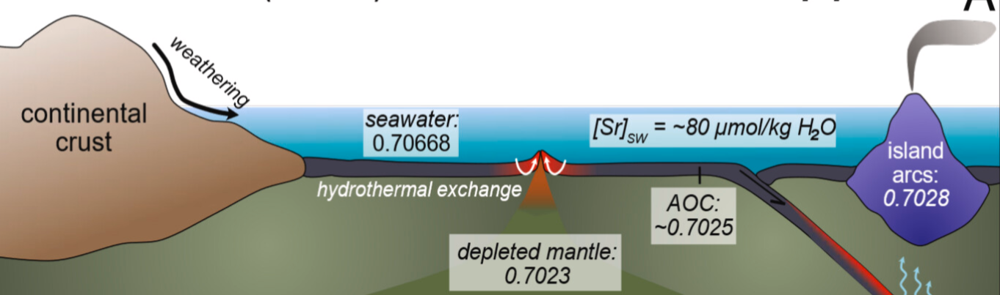 A
weathering
continental
crust
seawater:
0.70668
[Sr]SW = ~80 µmol/kg H2O
island
arcs:
0.7028
hydrothermal exchange
AOC:
~0.7025
depleted mantle:
0.7023